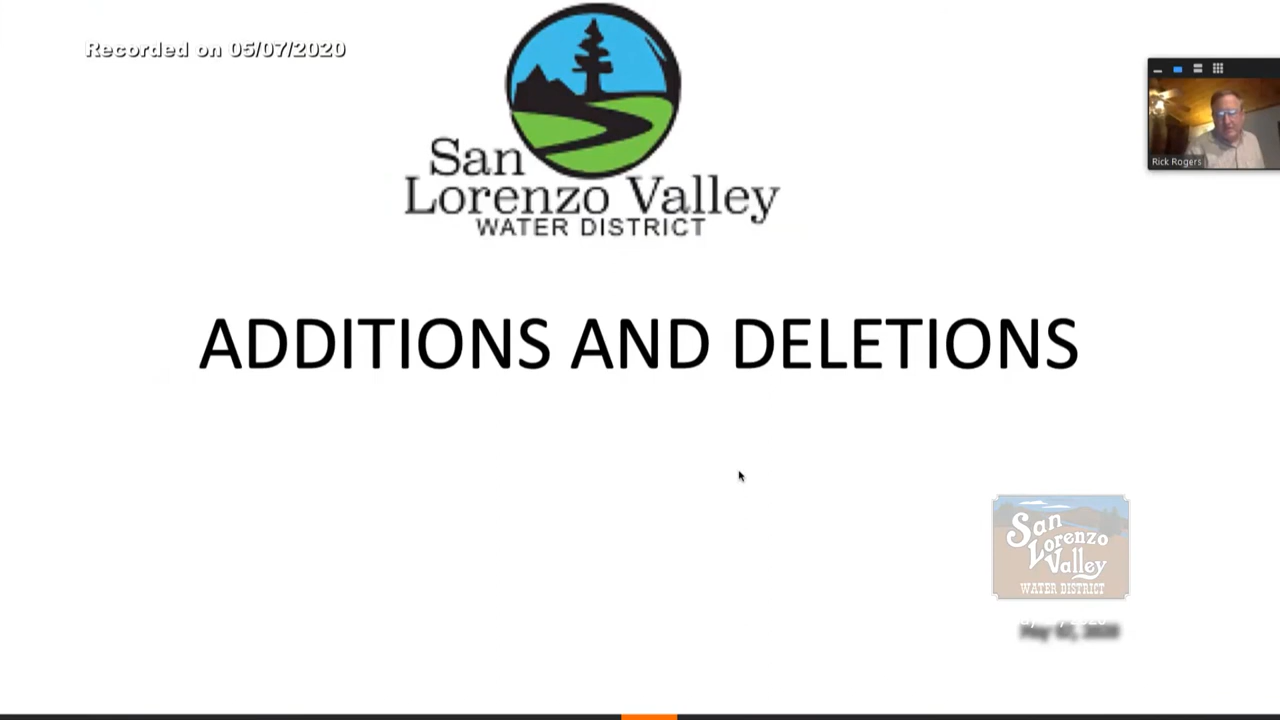 Recorded on 05/07/2020
San
Lorenzo Valley
WATER DISTRICT
Rick Rogers
ADDITIONS AND DELETIONS
San
Lorenzo
Valley
WATER DISTRICT